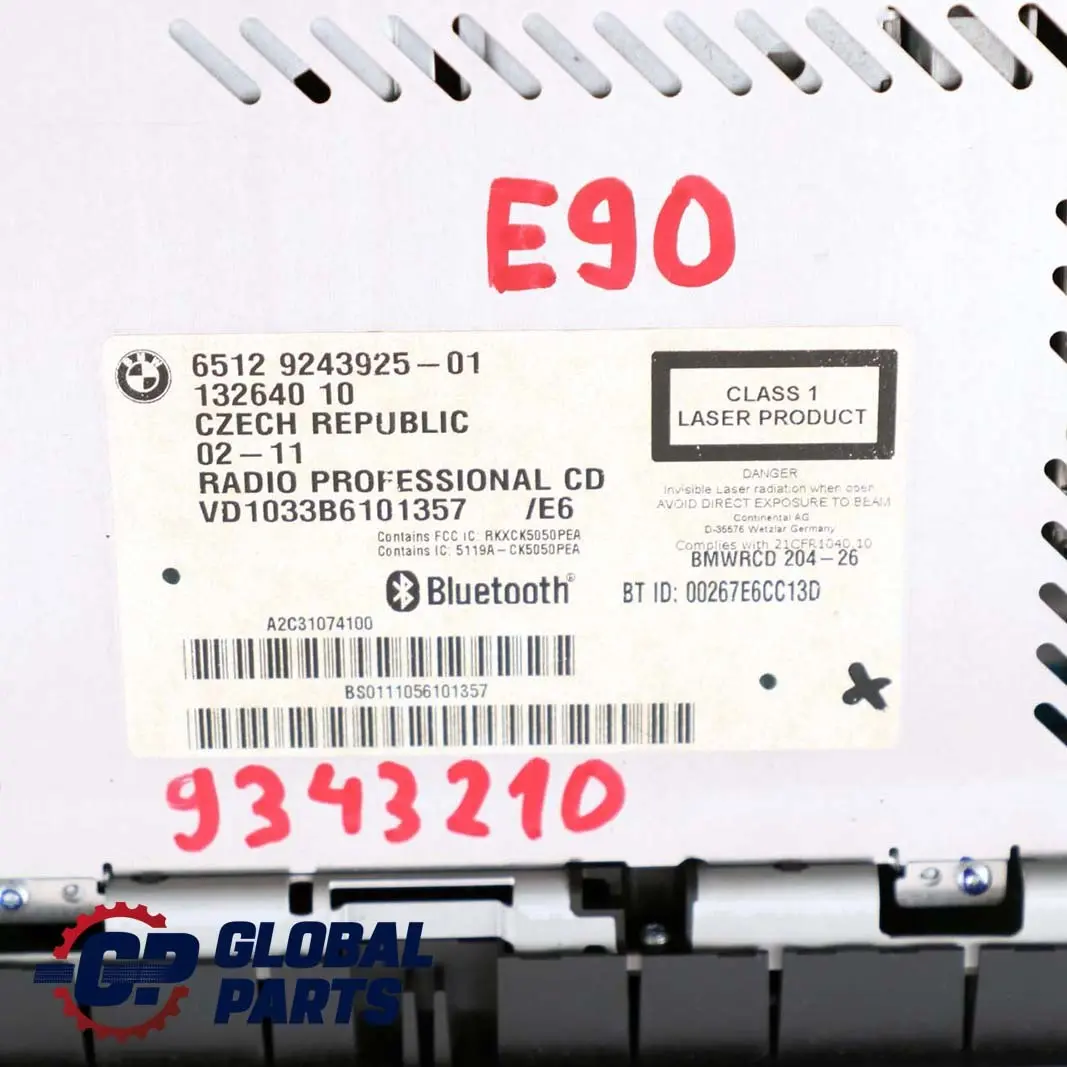 E90
6512 9243925-01
132640 10
CZECH REPUBLIC
02-11
RADIO PROFESSIONAL CD
VD1033B6101357 /E6
Contains FCC IC: RKXCK5050PEA
Contains IC: 5119A-CK5050PEA
CLASS 1
LASER PRODUCT
DANGER
Invisible Laser radiation when open
AVOID DIRECT EXPOSURE TO BEAM
Continental AG
D-35576 Wetzlar Germany
Complies with 21CFR1040.10
BMWRCD 204-26
Bluetooth®
BT ID: 00267E6CC13D
A2C31074100
BS0111056101357
9343210
GP GLOBAL
PARTS